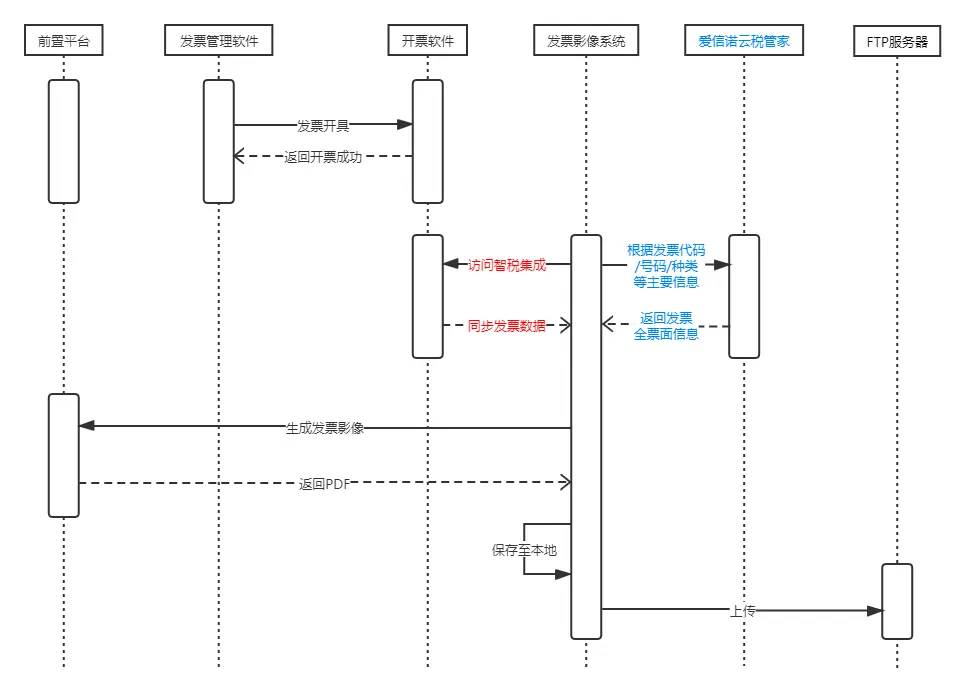 前置平台
发票管理软件
开票软件
发票影像系统
爱信诺云税管家
FTP服务器
发票开具
返回开票成功
访问智税集成
根据发票代码
/号码/种类
等主要信息
同步发票数据
返回发票
全票面信息
生成发票影像
返回PDF
保存至本地
上传